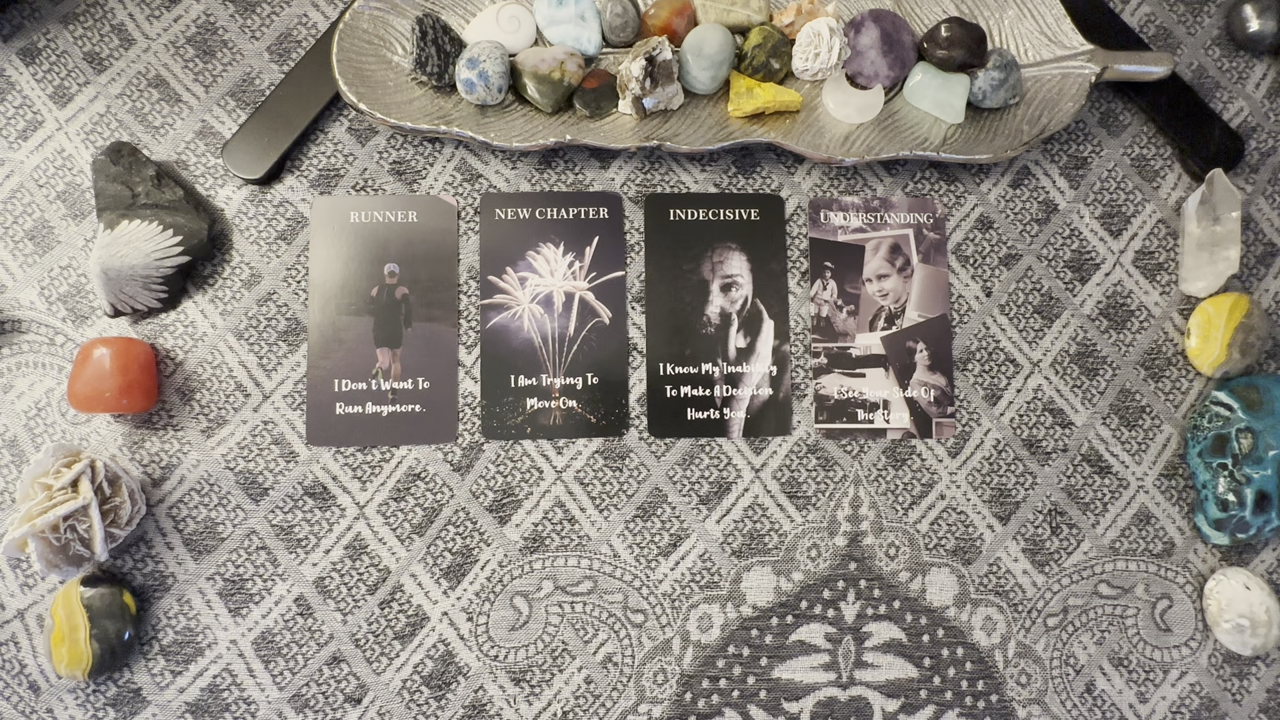 RUNNER
I Don't Want To
Run Anymore.
NEW CHAPTER
I Am Trying To
Move On.
INDECISIVE
I Know My Inability
To Make A Decision
Hurts You..
UNDERSTANDING
I See Your Side Of
The Story